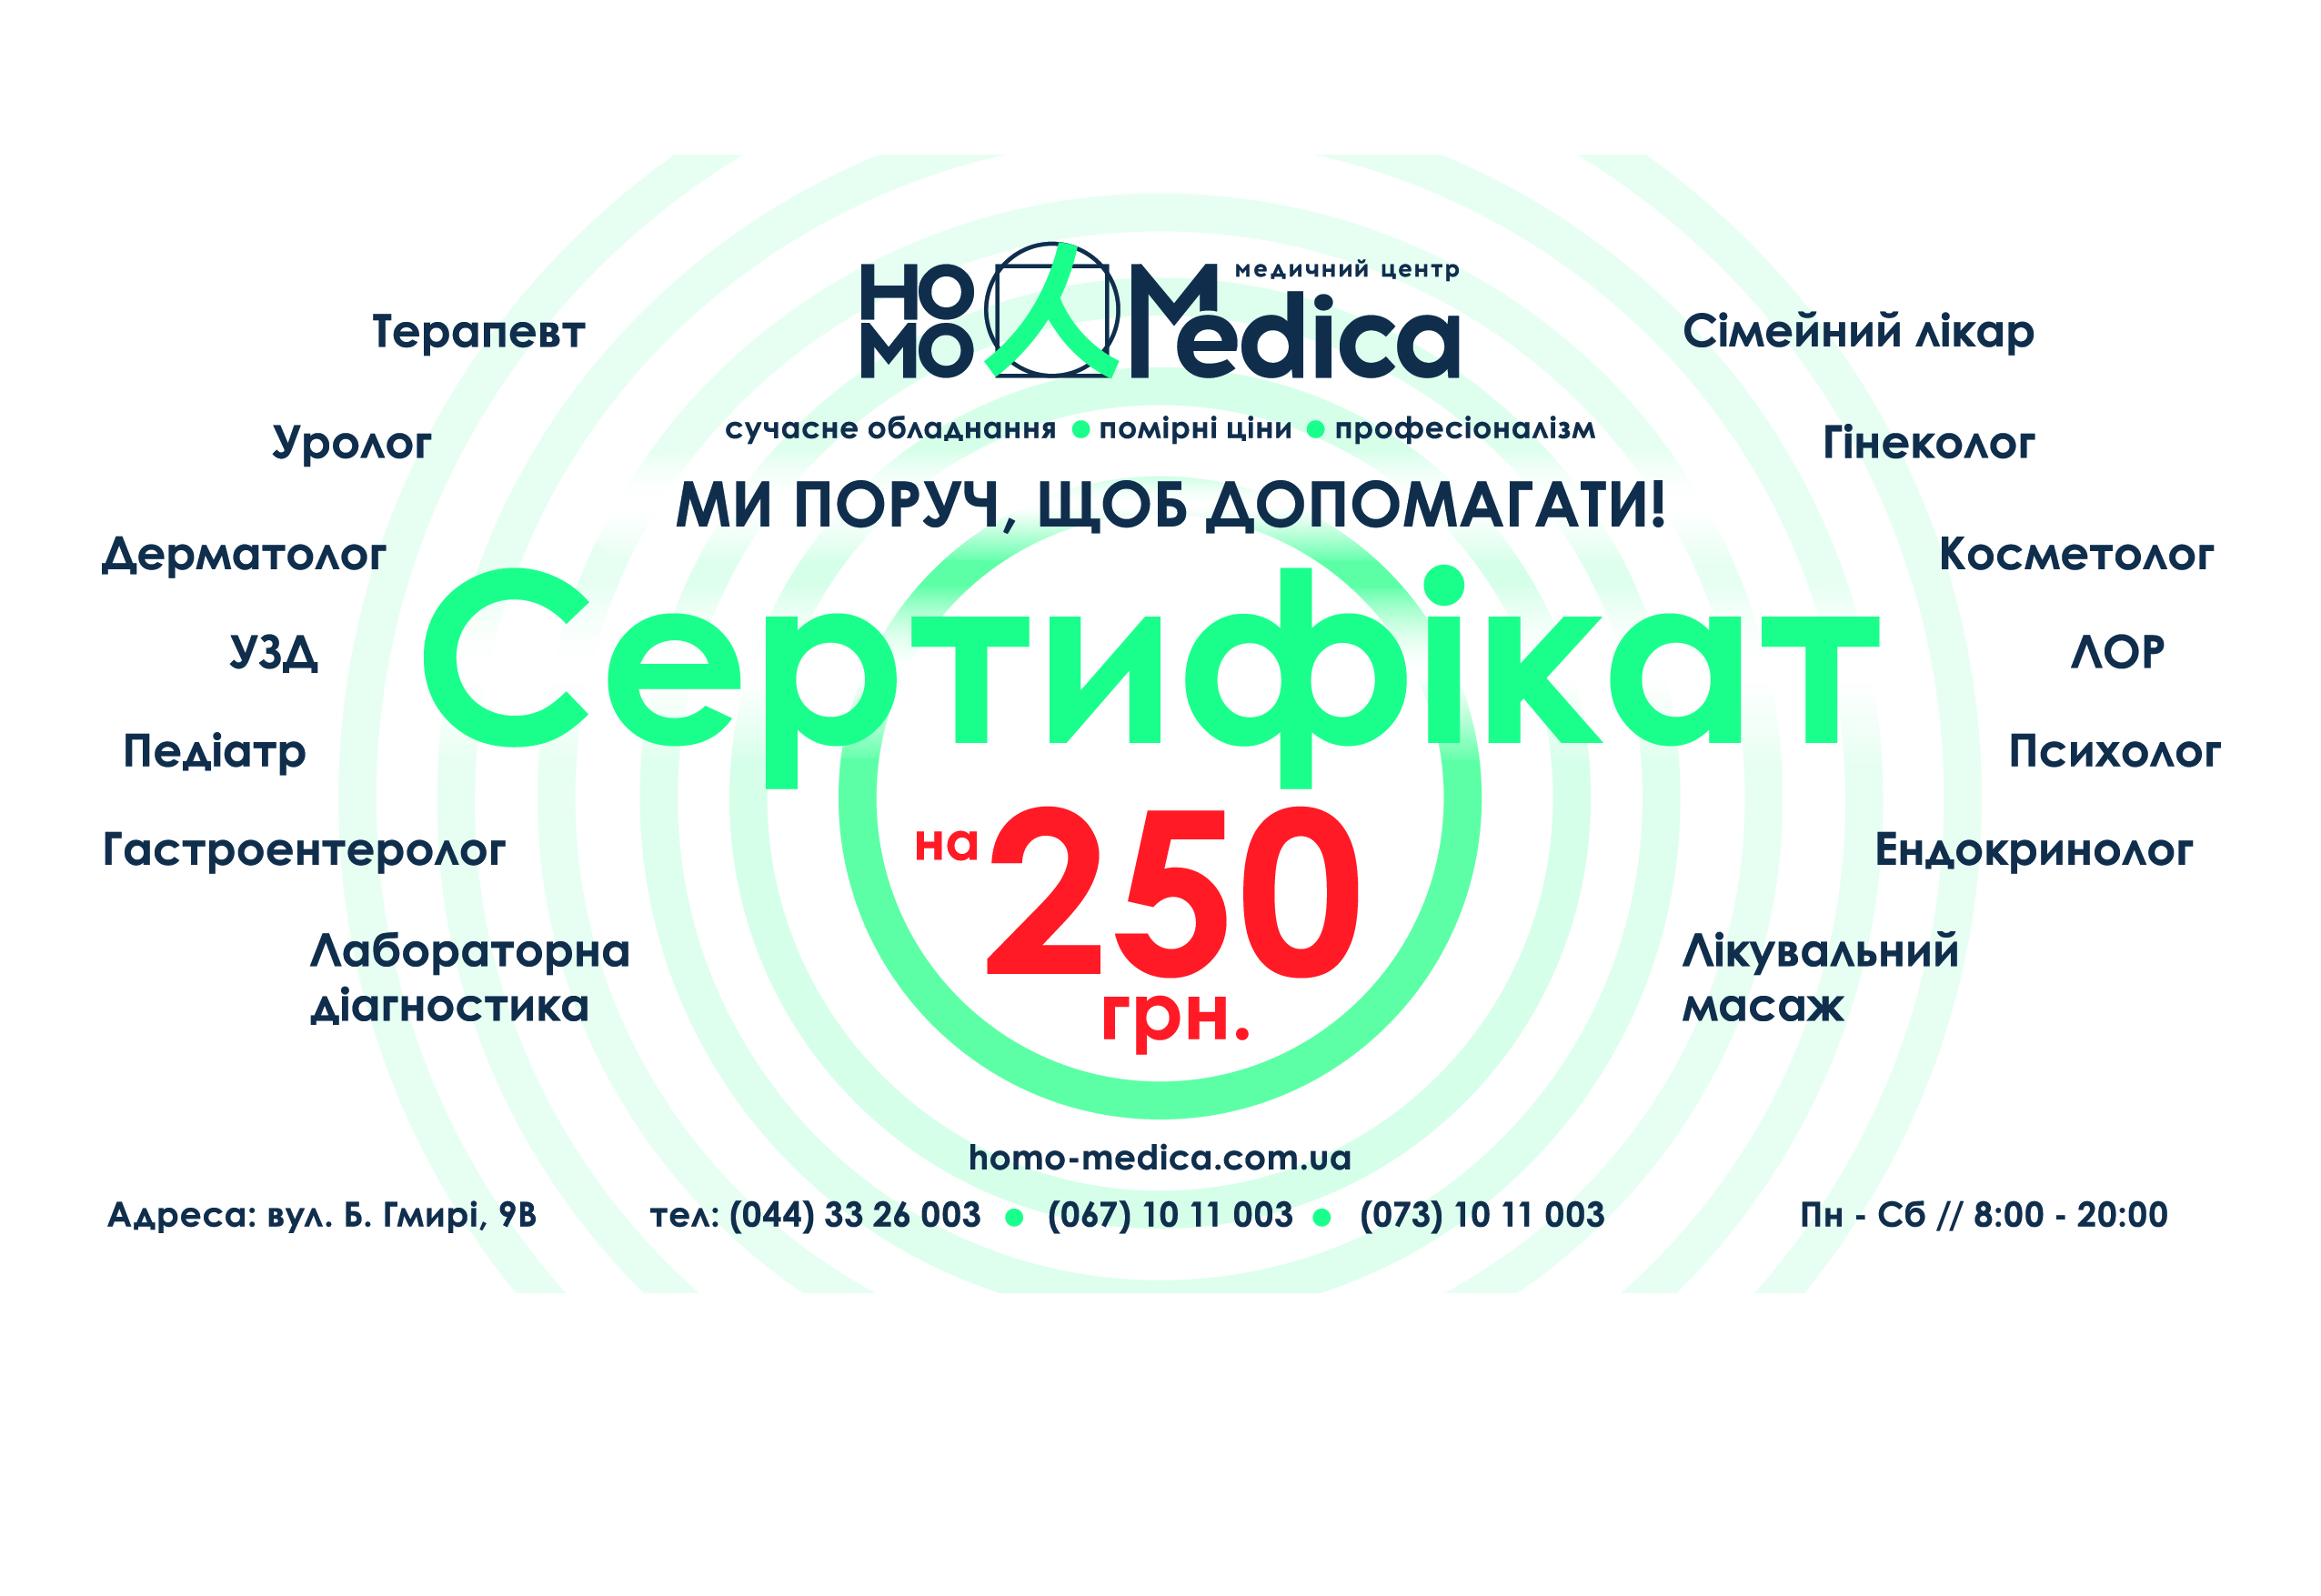 HO
MO
медичний центр
Medica
сучасне обладнання • помірні ціни • професіоналізм
МИ ПОРУЧ, ЩОБ ДОПОМАГАТИ!
Сертифікат
на 250
грн.
Терапевт
Уролог
Дерматолог
УЗД
Педіатр
Гастроентеролог
Лабораторна
діагностика
Сімейний лікар
Гінеколог
Косметолог
ЛОР
Психолог
Ендокринолог
Лікувальний
масаж
homo-medica.com.ua
Адреса: вул. Б. Гмирі, 9В
тел: (044) 33 26 003 • (067) 10 11 003 • (073) 10 11 003
Пн - Сб // 8:00 - 20:00